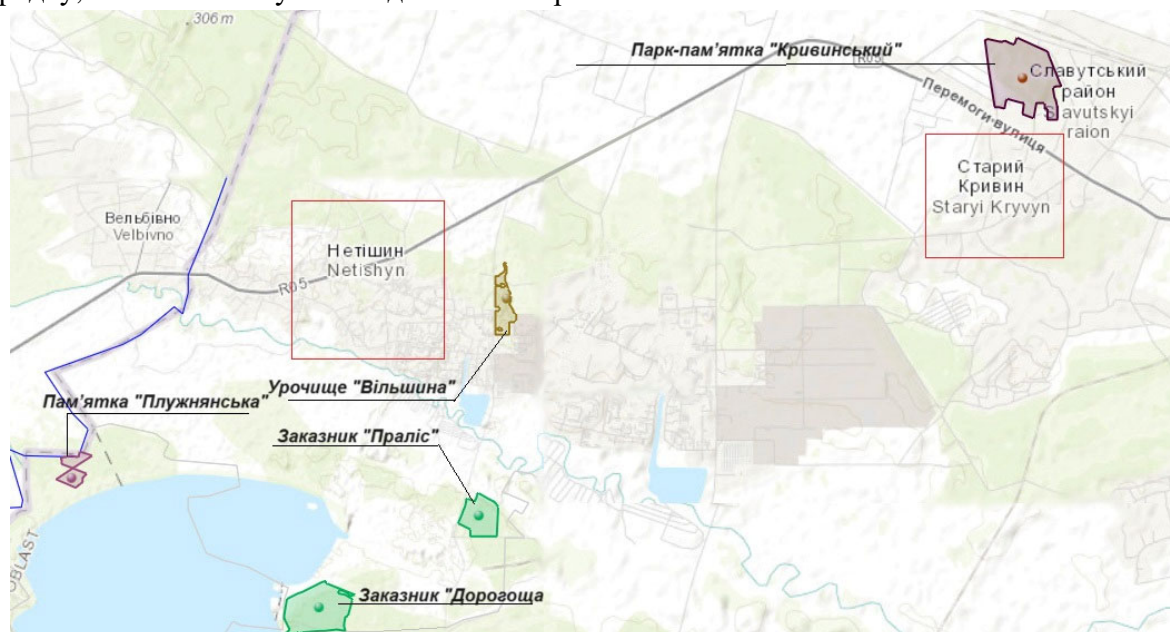 306 m
Парк-пам’ятка "Кривинський"
R05
Славутський
район
Slavutskyi
raion
Перемоги-вулиця
Старий
Кривин
Staryi Kryvyn
Вельбівно
Velbivno
Нетішин
Netishyn
R05
Урочище "Вільшина"
Пам’ятка "Плужнянська"
Заказник "Праліс"
OBLAST
Заказник "Дорогоща